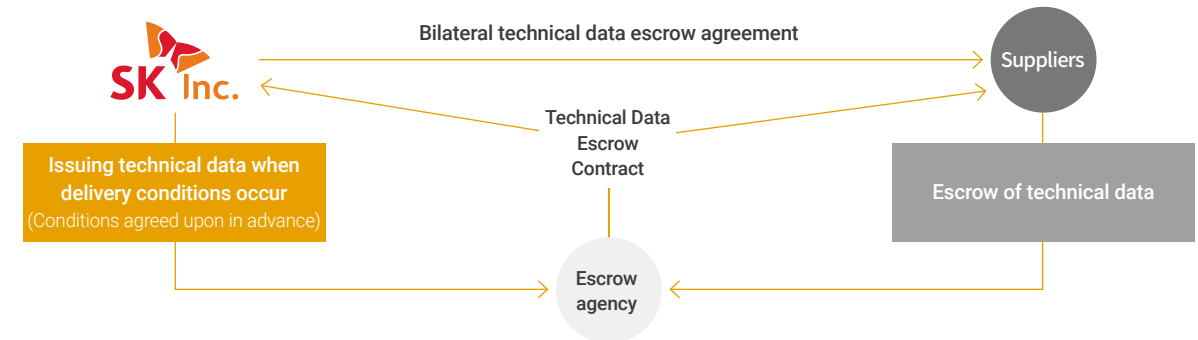 Bilateral technical data escrow agreement
SK Inc.
Suppliers
Technical Data
Escrow
Contract
Issuing technical data when
delivery conditions occur
(Conditions agreed upon in advance)
Escrow of technical data
Escrow
agency